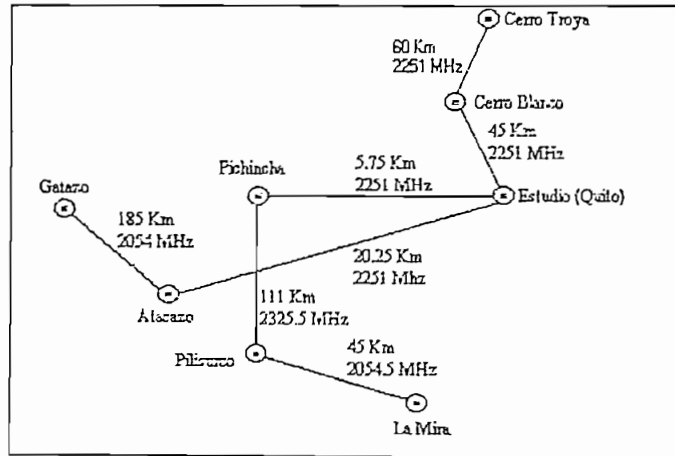 Cerro Troya
60 Km
2251 MHz
Cerro Blanco
45 Km
2251 MHz
5.75 Km
2251 MHz
Pichincha
Estudio (Quito)
Gatazo
185 Km
2054 MHz
20.25 Km
2251 Mhz
Atacazo
111 Km
2325.5 MHz
Pilisurco
45 Km
2054.5 MHz
La Mira